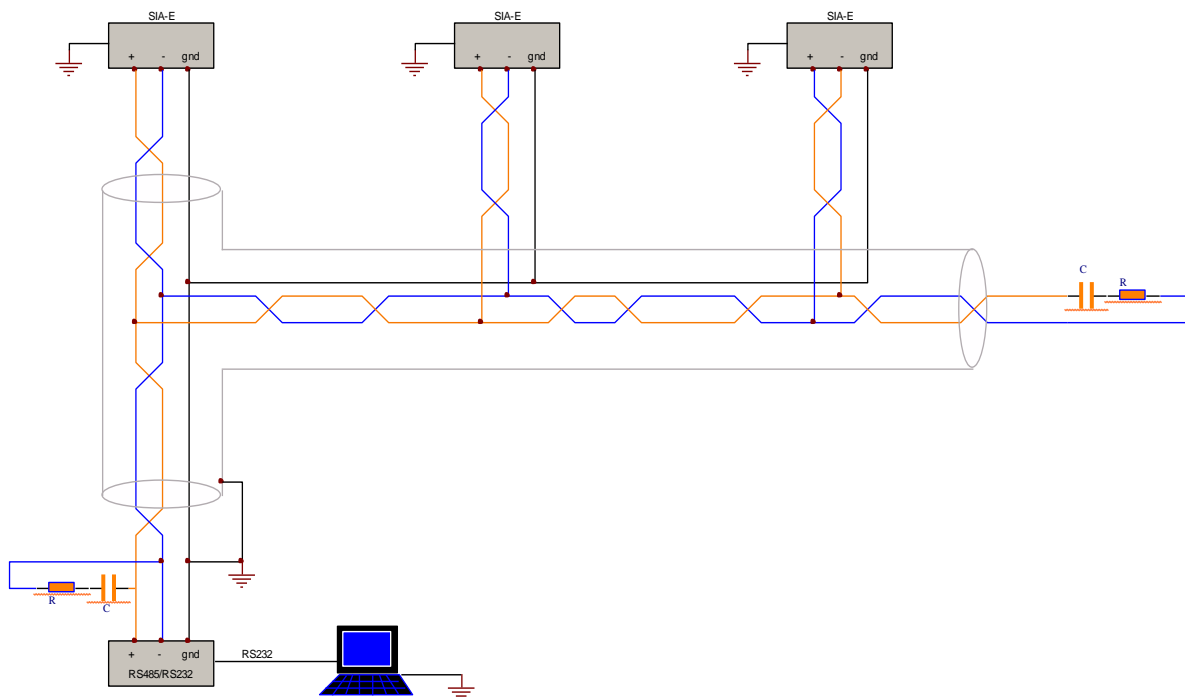 SIA-E
SIA-E
SIA-E
+ - gnd
+ - gnd
+ - gnd
C
R
R
C
+ - gnd
RS485/RS232
RS232